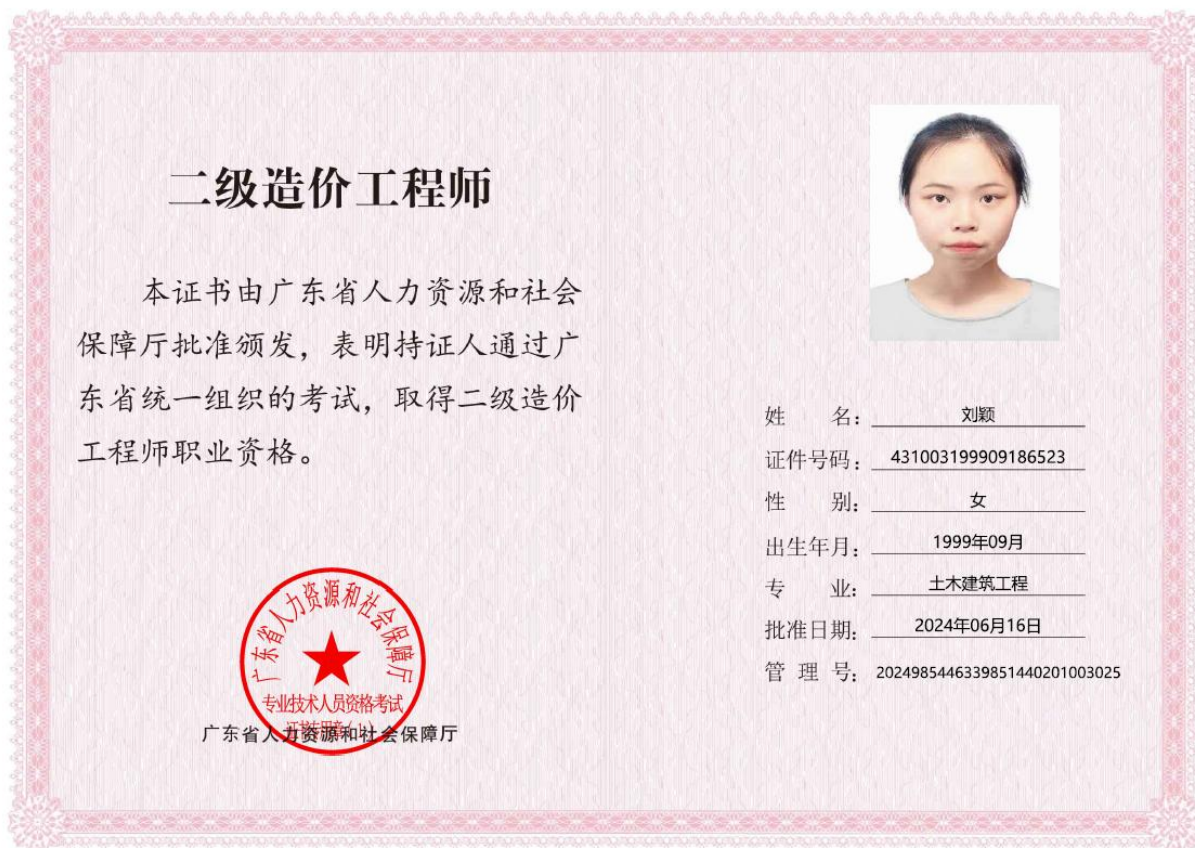 二级造价工程师
本证书由广东省人力资源和社会
保障厅批准颁发，表明持证人通过广
东省统一组织的考试，取得二级造价
工程师职业资格。
广东省人力资源和社会保障厅
专业技术人员资格考试
证书专用章(1)
广东省人力资源和社会保障厅
姓 名：刘颖
证件号码：431003199909186523
性 别：女
出生年月：1999年09月
专 业：土木建筑工程
批准日期：2024年06月16日
管 理 号：2024985446339851440201003025